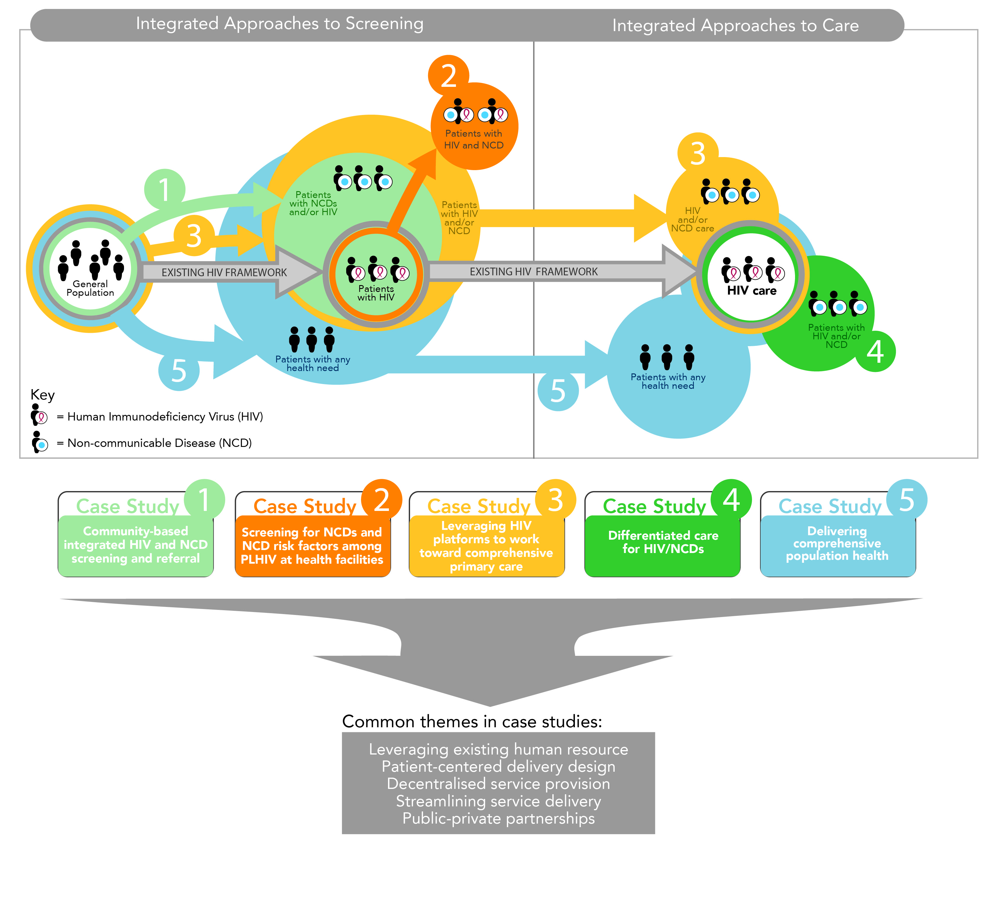 Integrated Approaches to Screening
Integrated Approaches to Care
2
Patients with
HIV and NCD
1
3
Patients
with NCDs
and/or HIV
Patients
with HIV
and/or
NCD
3
HIV
and/or
NCD care
General
Population
EXISTING HIV FRAMEWORK
Patients
with HIV
EXISTING HIV FRAMEWORK
HIV care
Patients with
HIV and/or
NCD
4
5
Patients with any
health need
5
Patients with any
health need
Key
= Human Immunodeficiency Virus (HIV)
= Non-communicable Disease (NCD)
Case Study 1
Community-based
integrated HIV and NCD
screening and referral
Case Study 2
Screening for NCDs and
NCD risk factors among
PLHIV at health facilities
Case Study 3
Leveraging HIV
platforms to work
toward comprehensive
primary care
Case Study 4
Differentiated care
for HIV/NCDs
Case Study 5
Delivering
comprehensive
population health
Common themes in case studies:
Leveraging existing human resource
Patient-centered delivery design
Decentralised service provision
Streamlining service delivery
Public-private partnerships